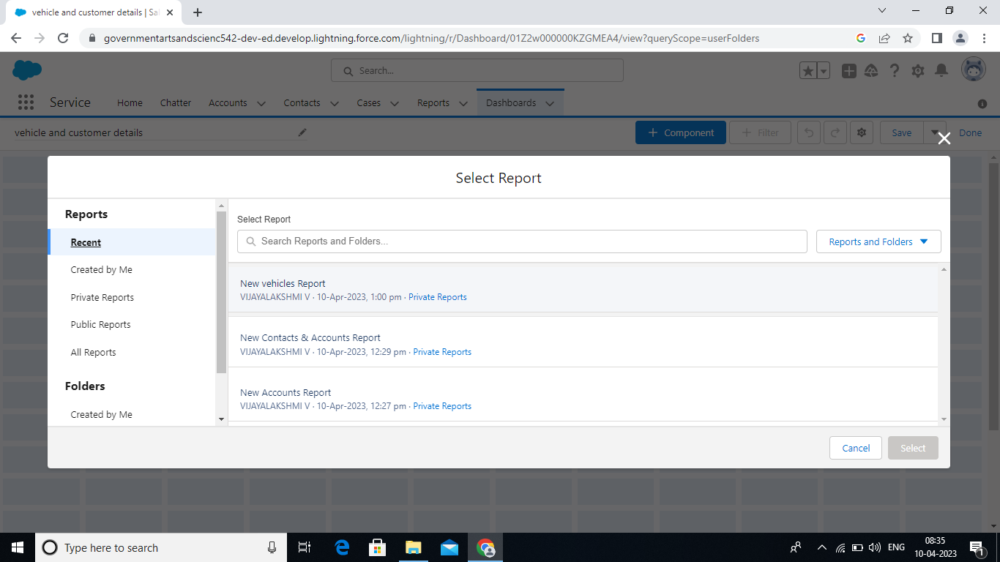 vehicle and customer details | Sal
governmentartsandscienc542-dev-ed.develop.lightning.force.com/lightning/r/Dashboard/01Z2w000000KZGMEA4/view?queryScope=userFolders
Search...
Service Home Chatter Accounts Contacts Cases Reports Dashboards
vehicle and customer details
+ Component + Filter Save Done
Select Report
Reports
Recent
Created by Me
Private Reports
Public Reports
All Reports
Folders
Created by Me
Select Report
Search Reports and Folders...
Reports and Folders
New vehicles Report
VIJAYALAKSHMI V · 10-Apr-2023, 1:00 pm · Private Reports
New Contacts & Accounts Report
VIJAYALAKSHMI V · 10-Apr-2023, 12:29 pm · Private Reports
New Accounts Report
VIJAYALAKSHMI V · 10-Apr-2023, 12:27 pm · Private Reports
Cancel Select
Type here to search
ENG
08:35
10-04-2023
1